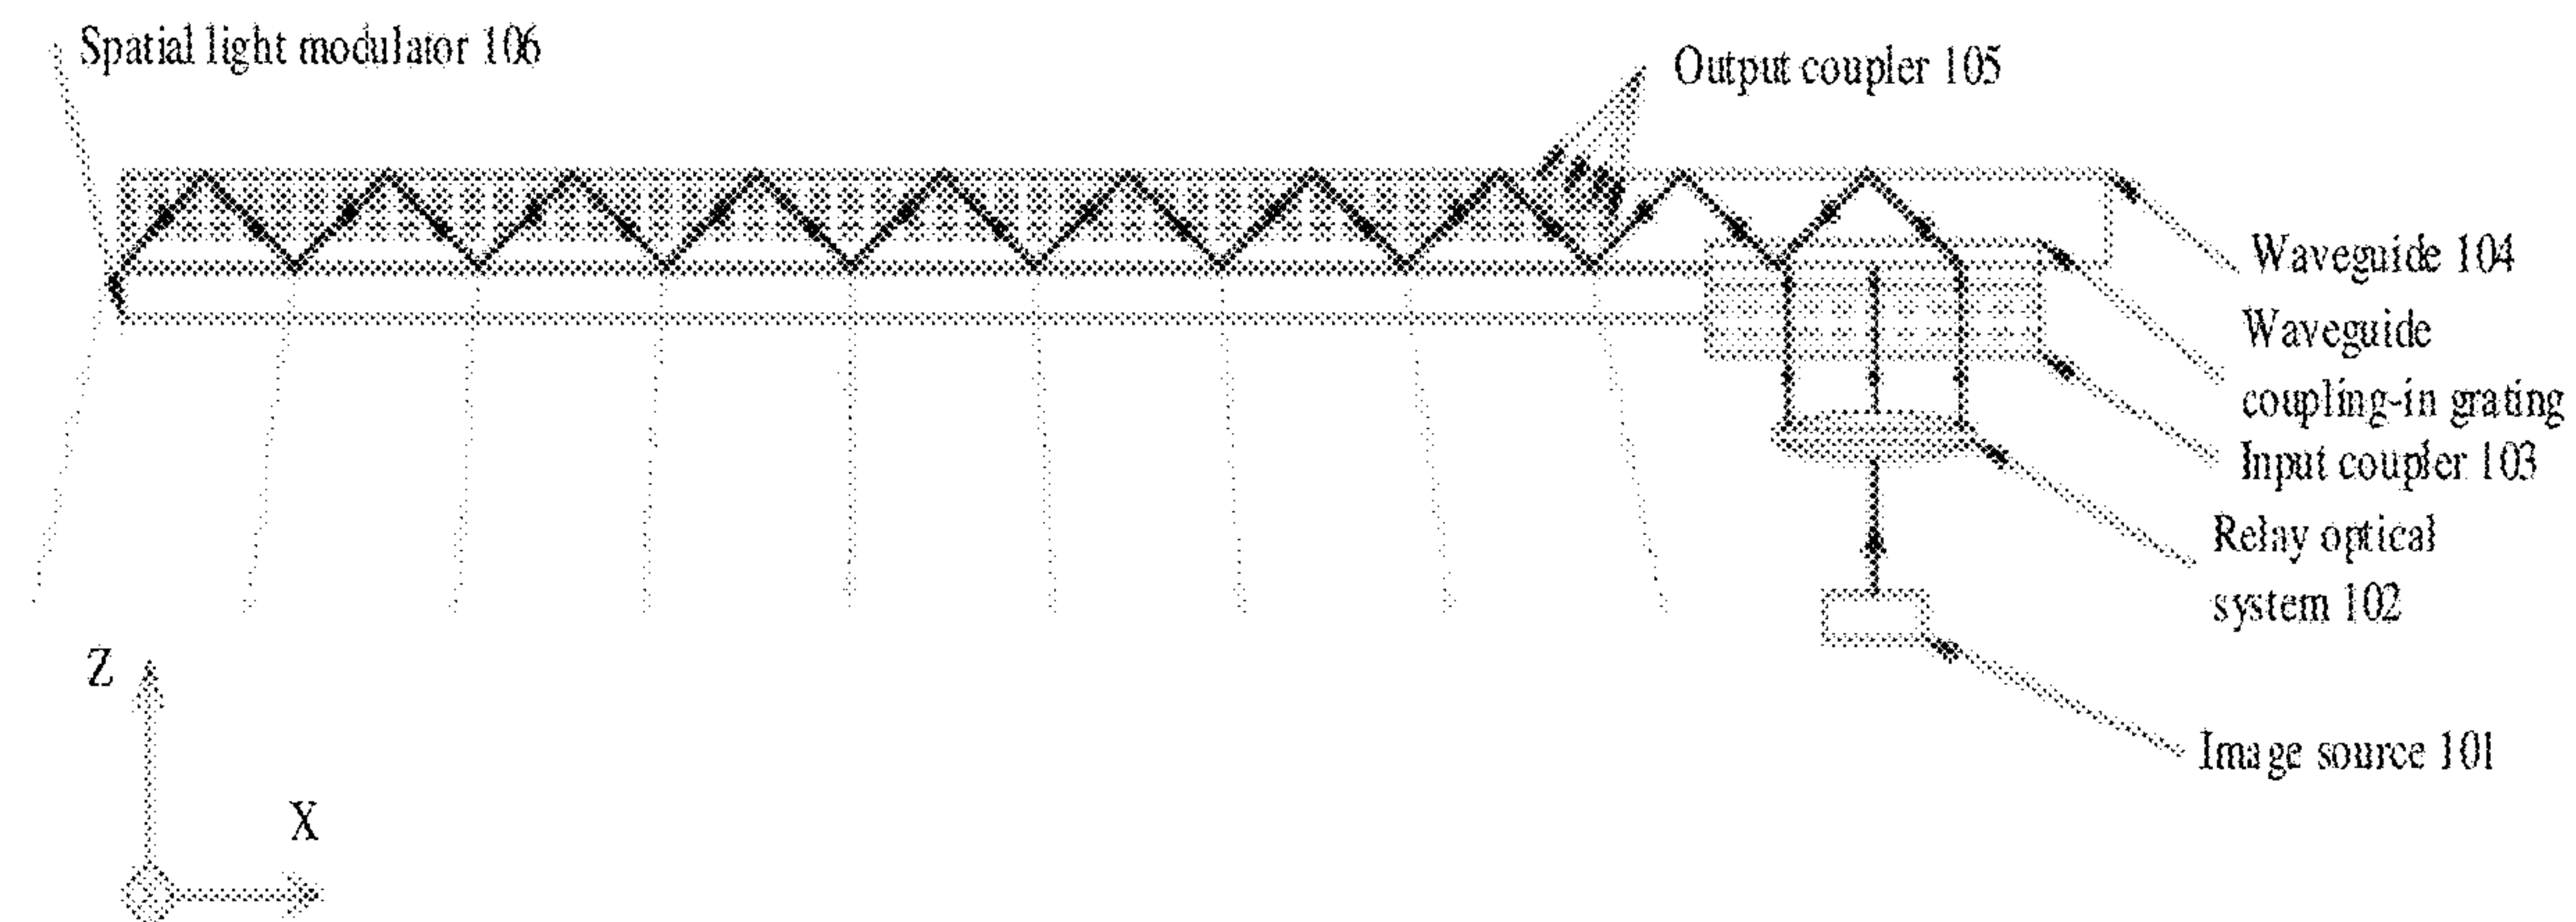 Spatial light modulator 106
Output coupler 105
Waveguide 104
Waveguide
coupling-in grating
Input coupler 103
Relay optical
system 102
Image source 101
Z
X